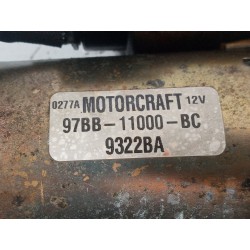 0277A MOTORCRAFT 12V
97BB-11000-BC
9322BA